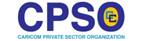 CPSO
CARICOM PRIVATE SECTOR ORGANIZATION